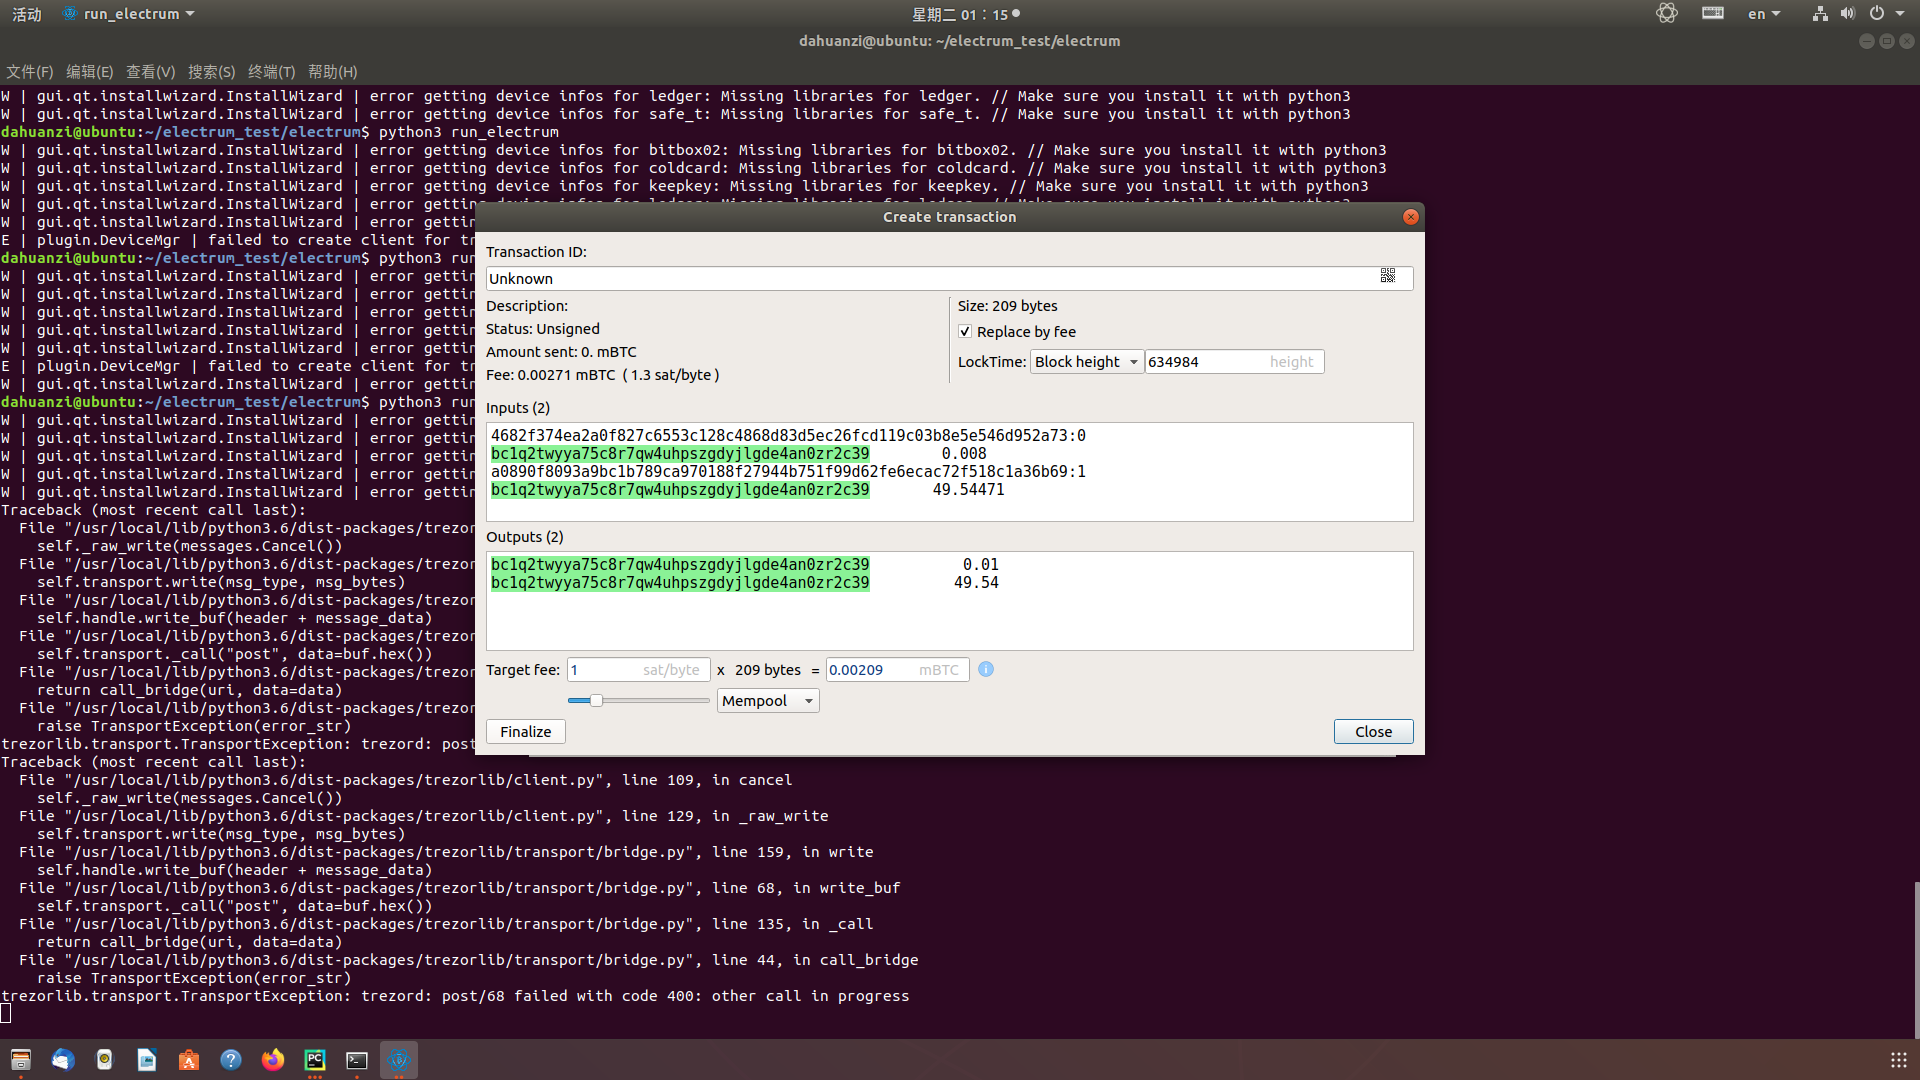 活动 run_electrum 星期二 01：15 en
dahuanzi@ubuntu: ~/electrum_test/electrum
文件(F) 编辑(E) 查看(V) 搜索(S) 终端(T) 帮助(H)
W | gui.qt.installwizard.InstallWizard | error getting device infos for ledger: Missing libraries for ledger. // Make sure you install it with python3
W | gui.qt.installwizard.InstallWizard | error getting device infos for safe_t: Missing libraries for safe_t. // Make sure you install it with python3
dahuanzi@ubuntu:~/electrum_test/electrum$ python3 run_electrum
W | gui.qt.installwizard.InstallWizard | error getting device infos for bitbox02: Missing libraries for bitbox02. // Make sure you install it with python3
W | gui.qt.installwizard.InstallWizard | error getting device infos for coldcard: Missing libraries for coldcard. // Make sure you install it with python3
W | gui.qt.installwizard.InstallWizard | error getting device infos for keepkey: Missing libraries for keepkey. // Make sure you install it with python3
W | gui.qt.installwizard.InstallWizard | error getting device infos for ledger: Missing libraries for ledger. // Make sure you install it with python3
W | gui.qt.installwizard.InstallWizard | error gettin
E | plugin.DeviceMgr | failed to create client for tr
dahuanzi@ubuntu:~/electrum_test/electrum$ python3 run
W | gui.qt.installwizard.InstallWizard | error gettin
W | gui.qt.installwizard.InstallWizard | error gettin
W | gui.qt.installwizard.InstallWizard | error gettin
W | gui.qt.installwizard.InstallWizard | error gettin
W | gui.qt.installwizard.InstallWizard | error gettin
E | plugin.DeviceMgr | failed to create client for tr
W | gui.qt.installwizard.InstallWizard | error gettin
dahuanzi@ubuntu:~/electrum_test/electrum$ python3 run
W | gui.qt.installwizard.InstallWizard | error gettin
W | gui.qt.installwizard.InstallWizard | error gettin
W | gui.qt.installwizard.InstallWizard | error gettin
W | gui.qt.installwizard.InstallWizard | error gettin
W | gui.qt.installwizard.InstallWizard | error gettin
Traceback (most recent call last):
File "/usr/local/lib/python3.6/dist-packages/trezor
self._raw_write(messages.Cancel())
File "/usr/local/lib/python3.6/dist-packages/trezor
self.transport.write(msg_type, msg_bytes)
File "/usr/local/lib/python3.6/dist-packages/trezor
self.handle.write_buf(header + message_data)
File "/usr/local/lib/python3.6/dist-packages/trezor
self.transport._call("post", data=buf.hex())
File "/usr/local/lib/python3.6/dist-packages/trezor
return call_bridge(uri, data=data)
File "/usr/local/lib/python3.6/dist-packages/trezor
raise TransportException(error_str)
trezorlib.transport.TransportException: trezord: post
Traceback (most recent call last):
File "/usr/local/lib/python3.6/dist-packages/trezorlib/client.py", line 109, in cancel
self._raw_write(messages.Cancel())
File "/usr/local/lib/python3.6/dist-packages/trezorlib/client.py", line 129, in _raw_write
self.transport.write(msg_type, msg_bytes)
File "/usr/local/lib/python3.6/dist-packages/trezorlib/transport/bridge.py", line 159, in write
self.handle.write_buf(header + message_data)
File "/usr/local/lib/python3.6/dist-packages/trezorlib/transport/bridge.py", line 68, in write_buf
self.transport._call("post", data=buf.hex())
File "/usr/local/lib/python3.6/dist-packages/trezorlib/transport/bridge.py", line 135, in _call
return call_bridge(uri, data=data)
File "/usr/local/lib/python3.6/dist-packages/trezorlib/transport/bridge.py", line 44, in call_bridge
raise TransportException(error_str)
trezorlib.transport.TransportException: trezord: post/68 failed with code 400: other call in progress
Create transaction
Transaction ID:
Unknown
Description:
Status: Unsigned
Amount sent: 0. mBTC
Fee: 0.00271 mBTC ( 1.3 sat/byte )
Size: 209 bytes
Replace by fee
LockTime: Block height 634984 height
Inputs (2)
4682f374ea2a0f827c6553c128c4868d83d5ec26fcd119c03b8e5e546d952a73:0
bc1q2twyya75c8r7qw4uhpszgdyjlgde4an0zr2c39 0.008
a0890f8093a9bc1b789ca970188f27944b751f99d62fe6ecac72f518c1a36b69:1
bc1q2twyya75c8r7qw4uhpszgdyjlgde4an0zr2c39 49.54471
Outputs (2)
bc1q2twyya75c8r7qw4uhpszgdyjlgde4an0zr2c39 0.01
bc1q2twyya75c8r7qw4uhpszgdyjlgde4an0zr2c39 49.54
Target fee: 1 sat/byte x 209 bytes = 0.00209 mBTC
Mempool
Finalize Close